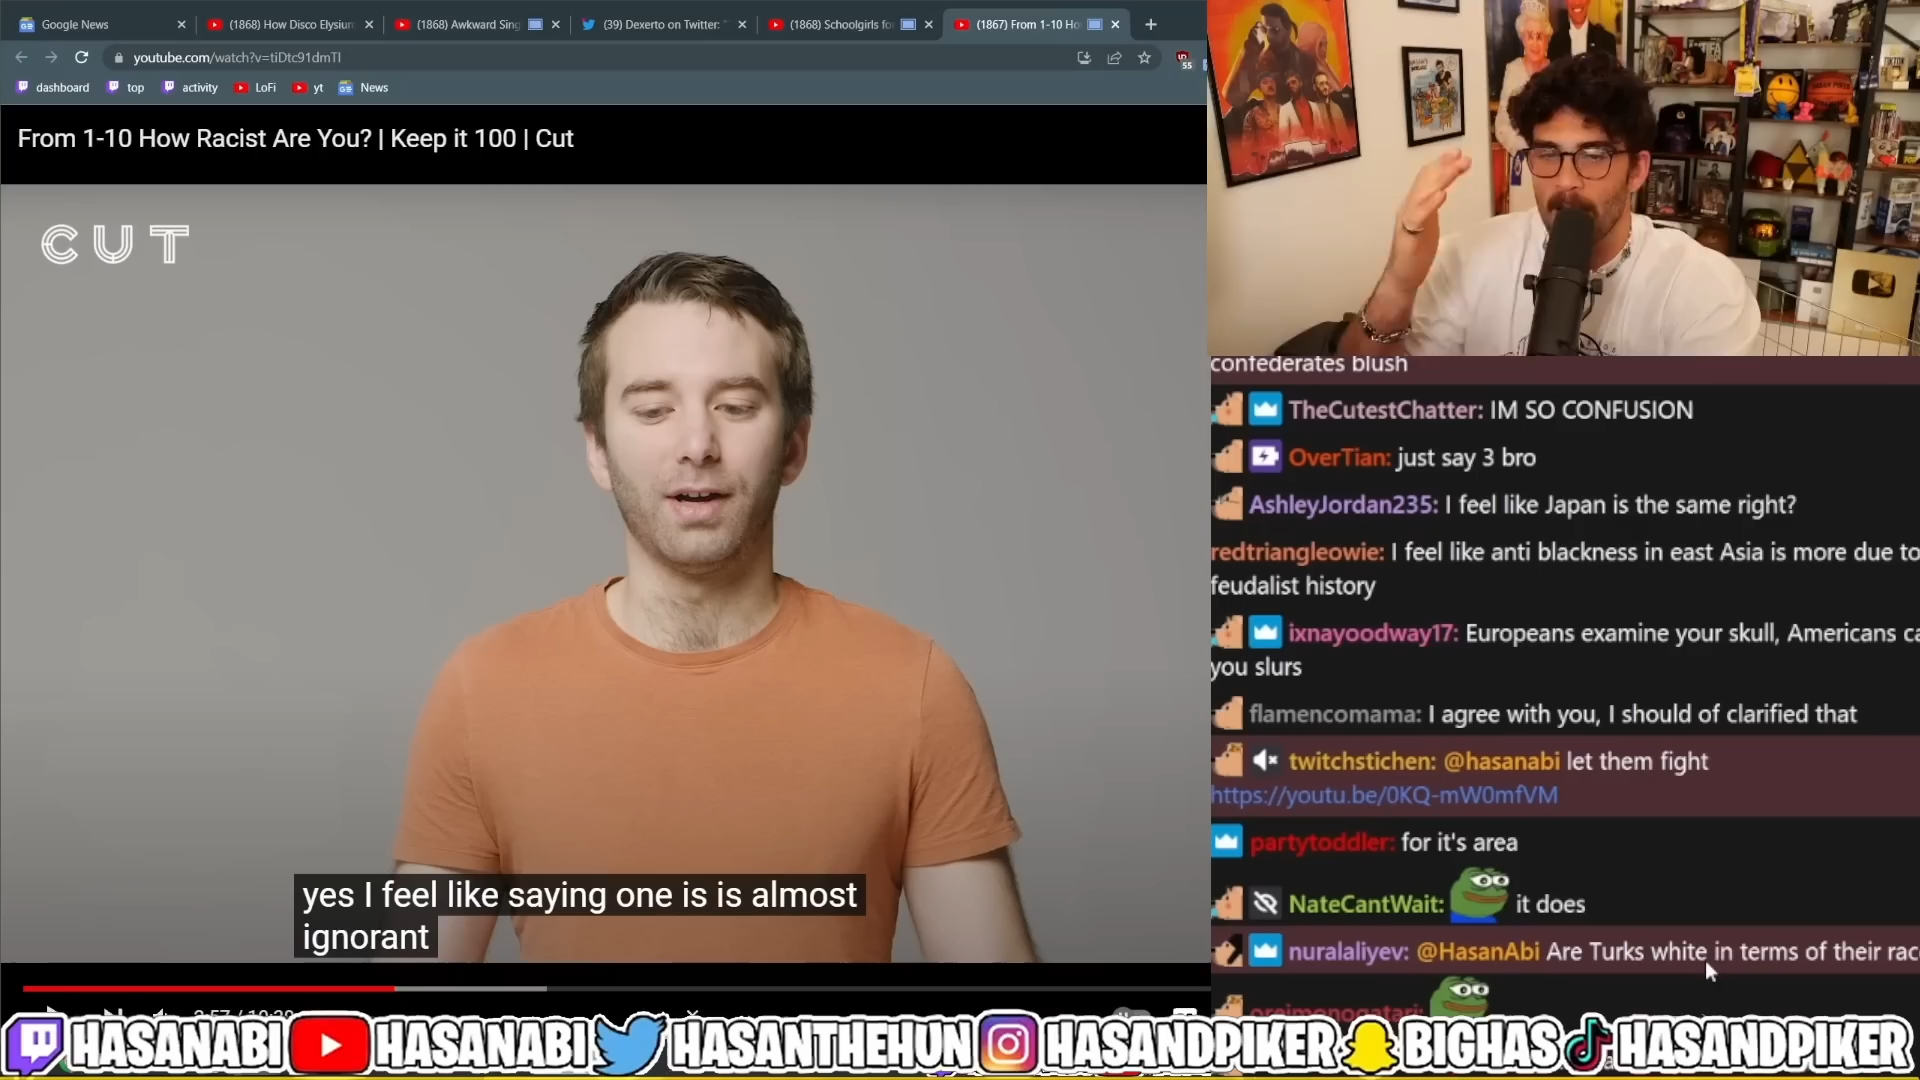 Google News
(1868) How Disco Elysium
(1868) Awkward Sing
(39) Dexerto on Twitter: "
(1868) Schoolgirls fo
(1867) From 1-10 Ho
youtube.com/watch?v=tiDtc91dmTI
55
dashboard
top
activity
LoFi
yt
News
From 1-10 How Racist Are You? | Keep it 100 | Cut
CUT
yes I feel like saying one is is almost
ignorant
confederates blush
TheCutestChatter: IM SO CONFUSION
OverTian: just say 3 bro
AshleyJordan235: I feel like Japan is the same right?
redtriangleowie: I feel like anti blackness in east Asia is more due to
feudalist history
ixnayoodway17: Europeans examine your skull, Americans ca
you slurs
flamencomama: I agree with you, I should of clarified that
twitchstichen: @hasanabi let them fight
https://youtu.be/0KQ-mW0mfVM
partytoddler: for it's area
NateCantWait: it does
nuralaliyev: @HasanAbi Are Turks white in terms of their rac
oreimonogatari:
HASANABI HASANABI HASANTHEHUN HASANDPIKER BIGHAS HASANDPIKER